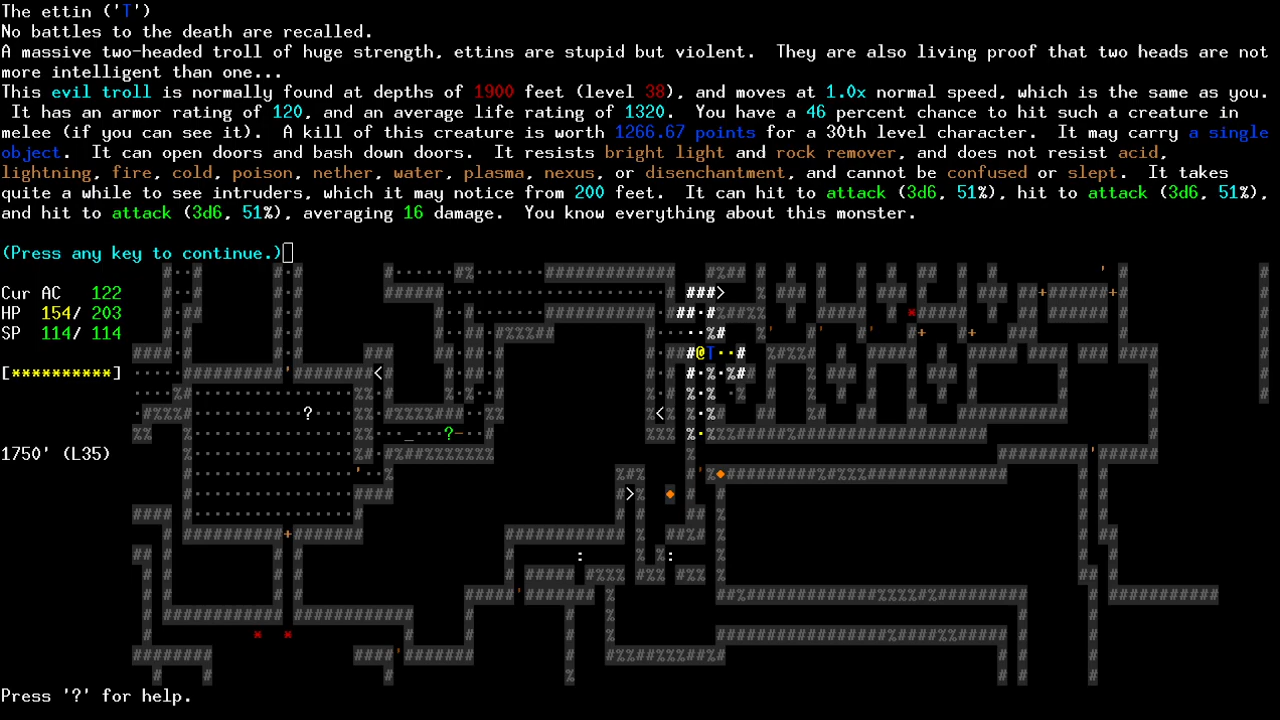 The ettin ('T')
No battles to the death are recalled.
A massive two-headed troll of huge strength, ettins are stupid but violent.  They are also living proof that two heads are not
more intelligent than one...
This evil troll is normally found at depths of 1900 feet (level 38), and moves at 1.0x normal speed, which is the same as you.
 It has an armor rating of 120, and an average life rating of 1320.  You have a 46 percent chance to hit such a creature in
melee (if you can see it).  A kill of this creature is worth 1266.67 points for a 30th level character.  It may carry a single
object.  It can open doors and bash down doors.  It resists bright light and rock remover, and does not resist acid,
lightning, fire, cold, poison, nether, water, plasma, nexus, or disenchantment, and cannot be confused or slept.  It takes
quite a while to see intruders, which it may notice from 200 feet.  It can hit to attack (3d6, 51%), hit to attack (3d6, 51%),
and hit to attack (3d6, 51%), averaging 16 damage.  You know everything about this monster.
(Press any key to continue.)
Cur AC   122
HP  154/ 203
SP  114/ 114
[**********]
1750' (L35)
Press '?' for help.